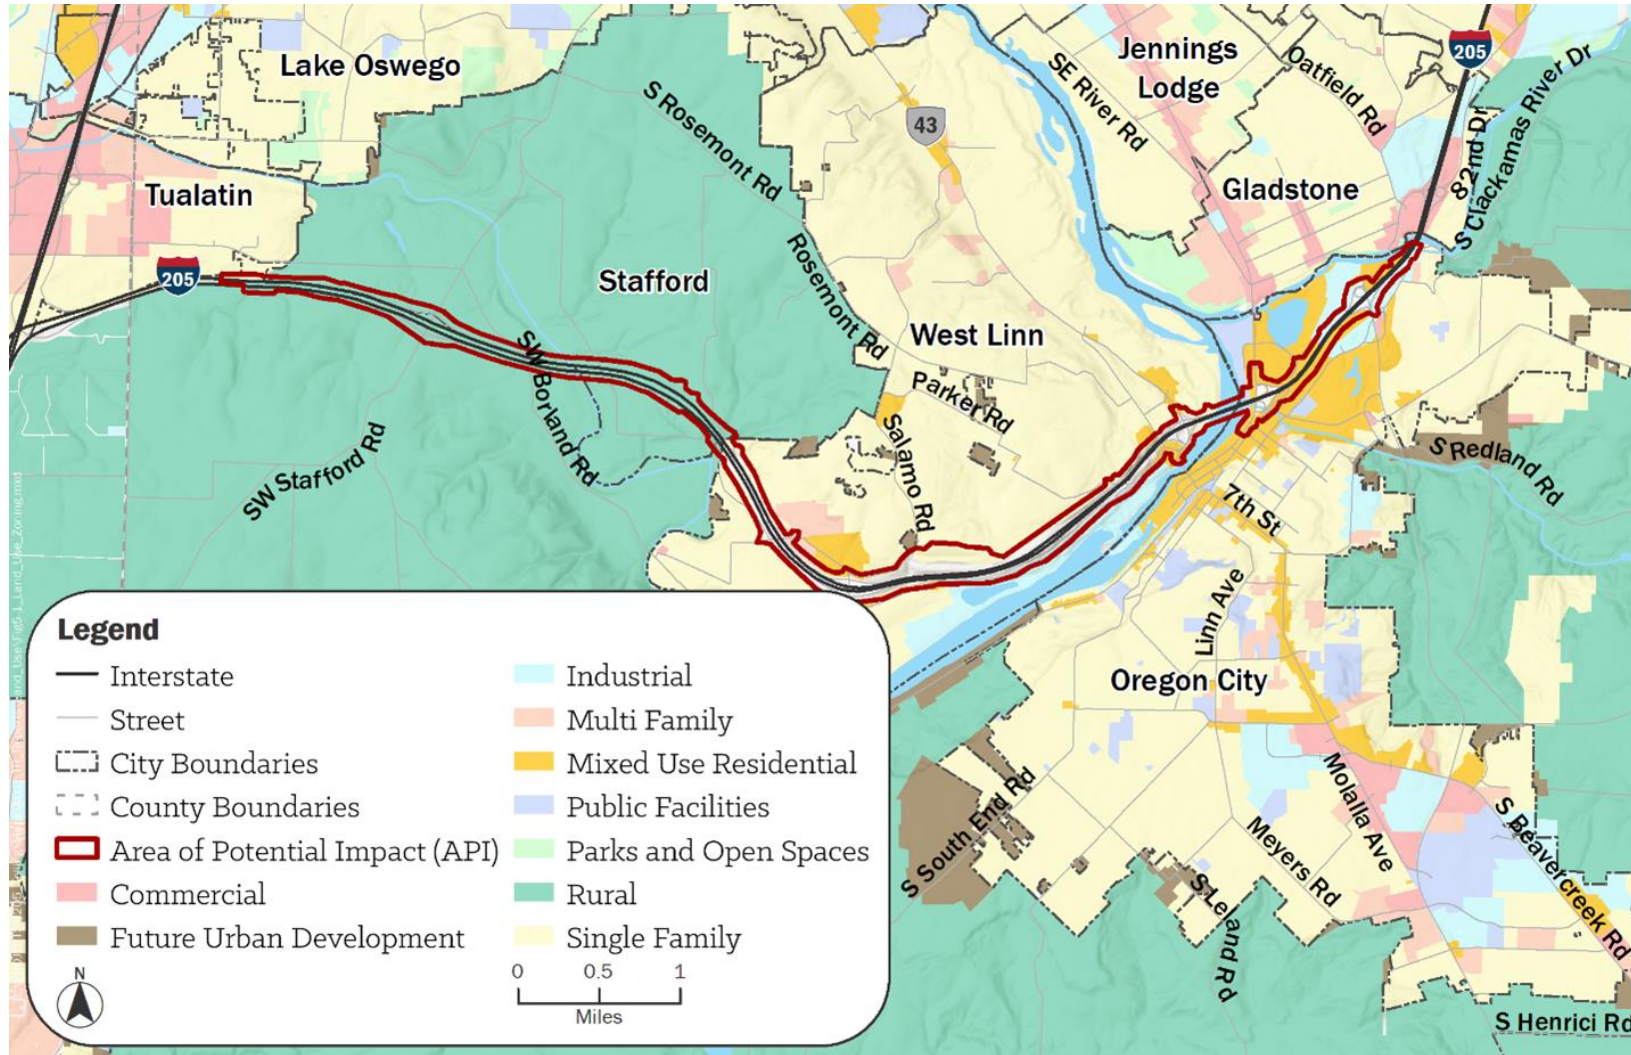 Lake Oswego
Jennings
Lodge
SE River Rd
Oatfield Rd
205
82nd Dr
S Clackamas River Dr
S Rosemont Rd
43
Tualatin
Gladstone
205
Stafford
Rosemont Rd
West Linn
Parker Rd
SW Borland Rd
SW Stafford Rd
Salamo Rd
S Redland Rd
7th St
Linn Ave
Oregon City
Molalla Ave
S Beavercreek Rd
S South End Rd
Meyers Rd
S Leland Rd
S Henrici Rd
Legend
Interstate
Street
City Boundaries
County Boundaries
Area of Potential Impact (API)
Commercial
Future Urban Development
Industrial
Multi Family
Mixed Use Residential
Public Facilities
Parks and Open Spaces
Rural
Single Family
N
0 0.5 1
Miles